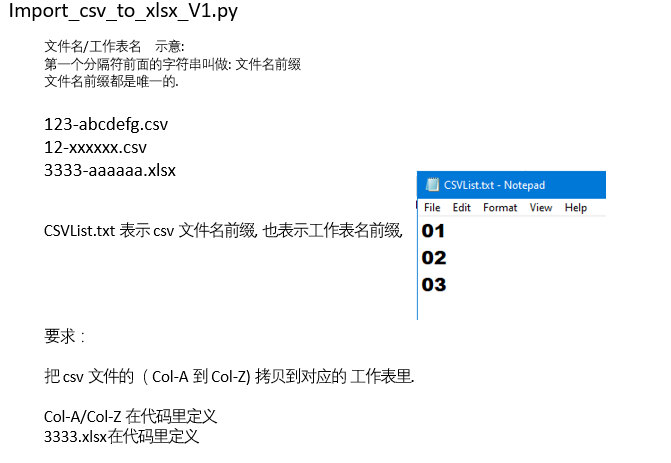 Import_csv_to_xlsx_V1.py
文件名/工作表名 示意:
第一个分隔符前面的字符串叫做: 文件名前缀
文件名前缀都是唯一的.
123-abcdefg.csv
12-xxxxxx.csv
3333-aaaaaa.xlsx
CSVList.txt - Notepad
File Edit Format View Help
01
02
03
CSVList.txt 表示 csv 文件名前缀, 也表示工作表名前缀,
要求：
把 csv 文件的（ Col-A 到 Col-Z) 拷贝到对应的 工作表里.
Col-A/Col-Z 在代码里定义
3333.xlsx在代码里定义